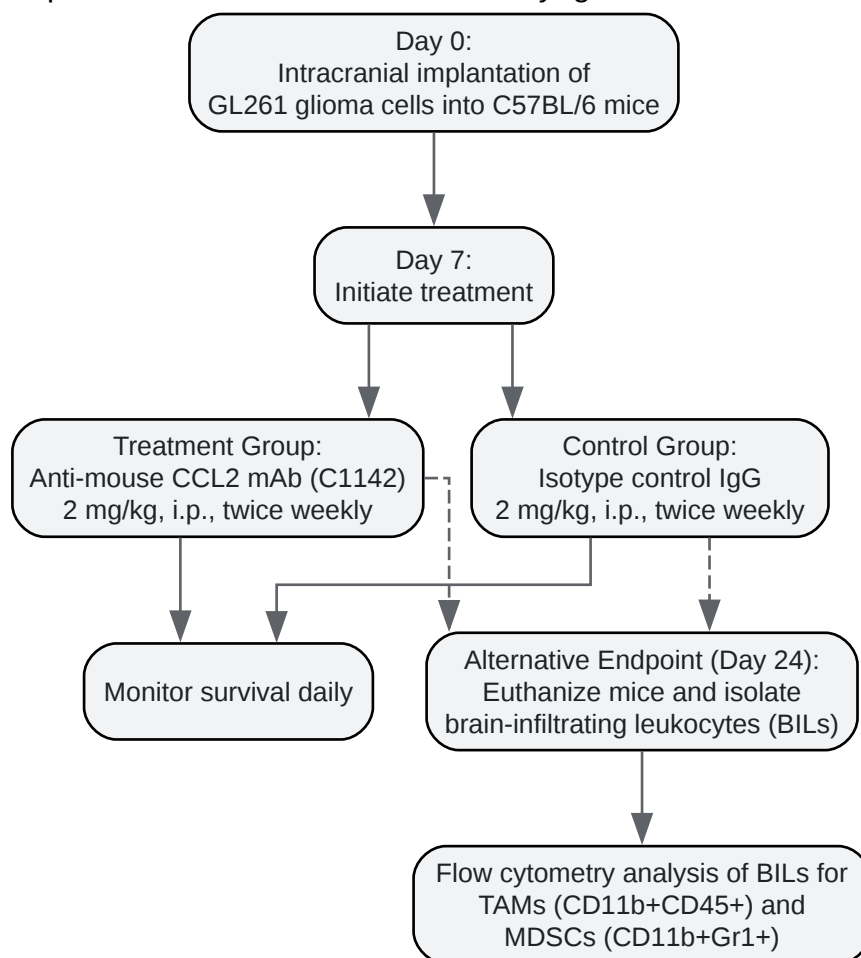 Day 0:
Intracranial implantation of
GL261 glioma cells into C57BL/6 mice
Day 7:
Initiate treatment
Treatment Group:
Anti-mouse CCL2 mAb (C1142)
2 mg/kg, i.p., twice weekly
Control Group:
Isotype control IgG
2 mg/kg, i.p., twice weekly
Monitor survival daily
Alternative Endpoint (Day 24):
Euthanize mice and isolate
brain-infiltrating leukocytes (BILs)
Flow cytometry analysis of BILs for
TAMs (CD11b+CD45+) and
MDSCs (CD11b+Gr1+)